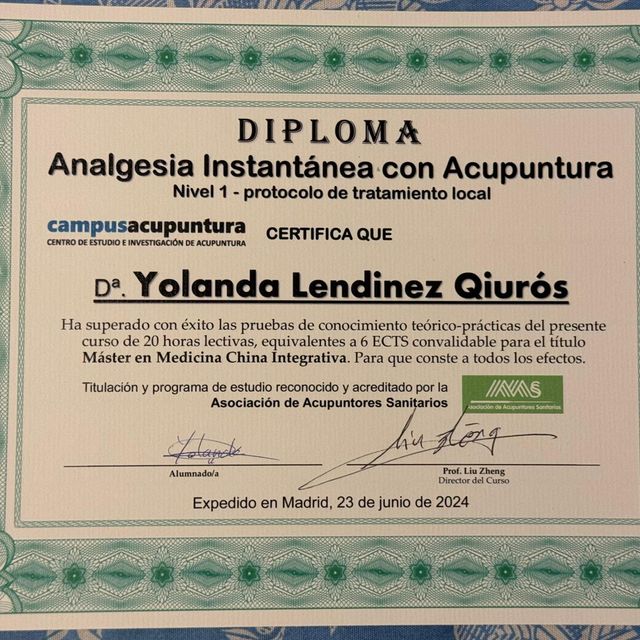 DIPLOMA
Analgesia Instantánea con Acupuntura
Nivel 1 - protocolo de tratamiento local
campusacupuntura
CENTRO DE ESTUDIO E INVESTIGACIÓN DE ACUPUNTURA
CERTIFICA QUE
Dª. Yolanda Lendinez Qiurós
Ha superado con éxito las pruebas de conocimiento teórico-prácticas del presente
curso de 20 horas lectivas, equivalentes a 6 ECTS convalidable para el título
Máster en Medicina China Integrativa. Para que conste a todos los efectos.
Titulación y programa de estudio reconocido y acreditado por la
Asociación de Acupuntores Sanitarios
Asociación de Acupuntores Sanitarios
Yolanda
Liu Zheng
Alumnado/a
Prof. Liu Zheng
Director del Curso
Expedido en Madrid, 23 de junio de 2024